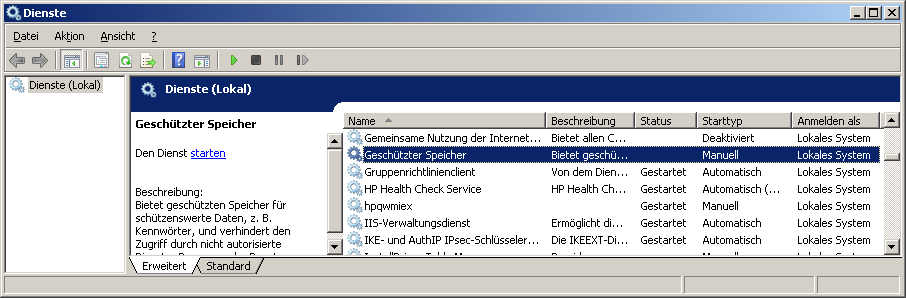 Dienste
Datei Aktion Ansicht ?
Dienste (Lokal)
Dienste (Lokal)
Geschützter Speicher
Den Dienst starten
Beschreibung:
Bietet geschützten Speicher für
schützenswerte Daten, z. B.
Kennwörter, und verhindert den
Zugriff durch nicht autorisierte
Name Beschreibung Status Starttyp Anmelden als
Gemeinsame Nutzung der Internet... Bietet allen C... Deaktiviert Lokales System
Geschützter Speicher Bietet geschü... Manuell Lokales System
Gruppenrichtlinienclient Von dem Dien... Gestartet Automatisch Lokales System
HP Health Check Service HP Health Ch... Gestartet Automatisch (... Lokales System
hpqwmiex Gestartet Manuell Lokales System
IIS-Verwaltungsdienst Ermöglicht di... Gestartet Automatisch Lokales System
IKE- und AuthIP IPsec-Schlüsseler... Die IKEEXT-Di... Gestartet Automatisch Lokales System
Erweitert Standard